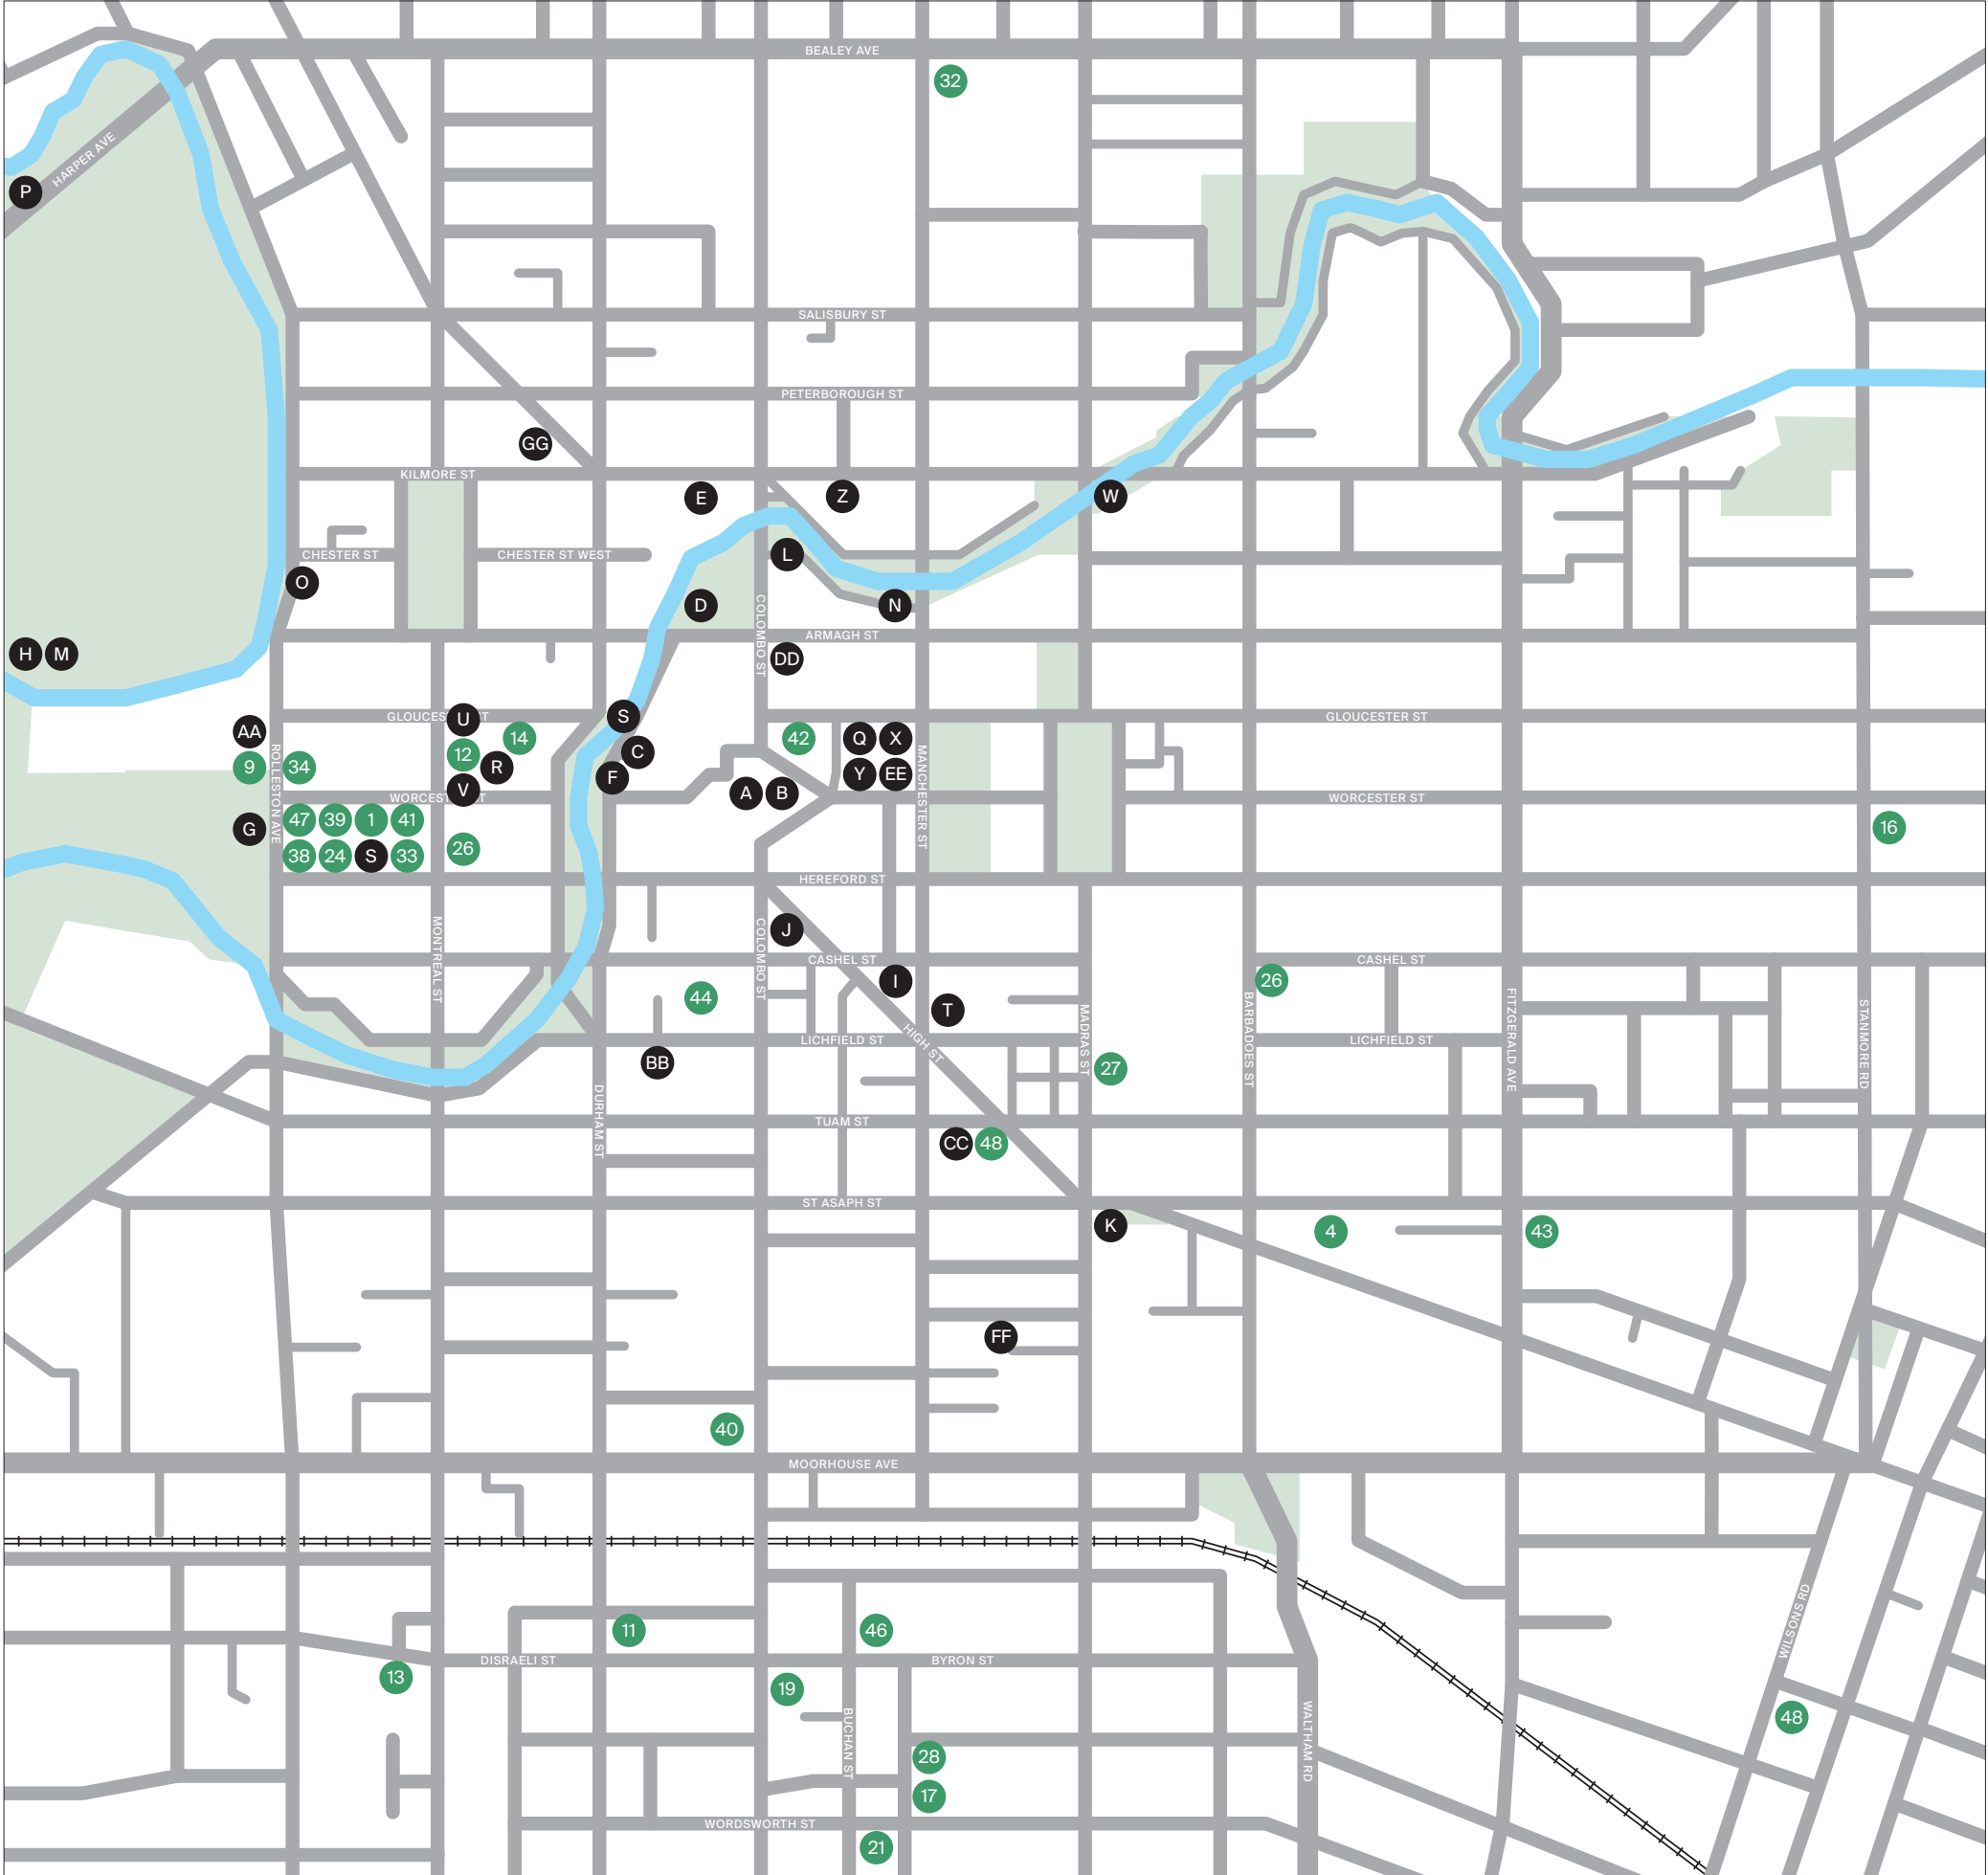 BEALEY AVE
32
HARPER AVE
P
SALISBURY ST
PETERBOROUGH ST
GG
KILMORE ST
E
Z
W
CHESTER ST
CHESTER ST WEST
L
O
D
N
COLOMBO ST
ARMAGH ST
H
M
DD
GLOUCES
T
U
S
GLOUCESTER ST
AA
14
42
Q
X
C
12
R
9
34
Y
EE
F
V
A
B
ROLLESTON AVE
MANCHESTER ST
WORCEST
T
WORCESTER ST
G
47
39
1
41
16
38
24
S
33
26
HEREFORD ST
J
MONTREAL ST
COLOMBO ST
CASHEL ST
CASHEL ST
I
26
44
T
HIGH ST
MADRAS ST
BARBADOES ST
FITZGERALD AVE
STANMORE RD
LICHFIELD ST
LICHFIELD ST
BB
27
DURHAM ST
TUAM ST
CC
48
ST ASAPH ST
K
4
43
FF
40
MOORHOUSE AVE
11
46
WILSONS RD
DISRAELI ST
BYRON ST
13
19
48
BUCHAN ST
WALTHAM RD
28
17
WORDSWORTH ST
21